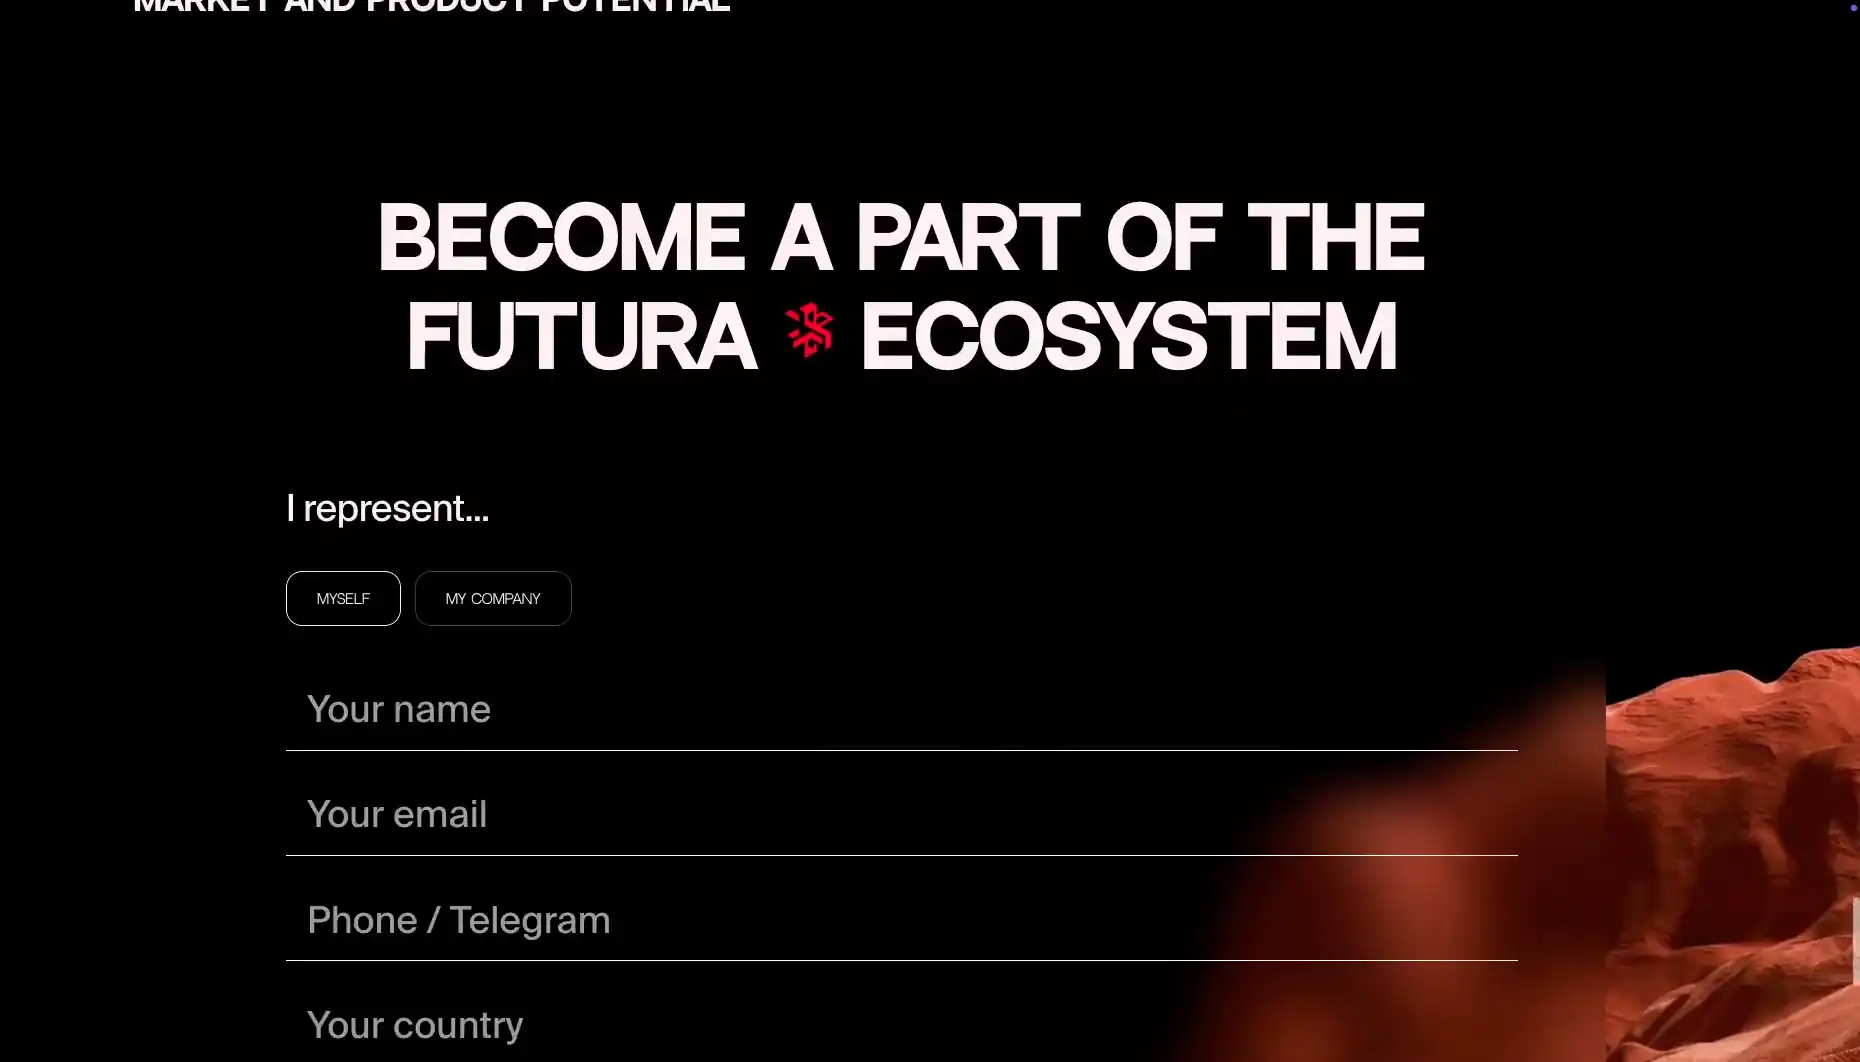 MARKET AND PRODUCT POTENTIAL
BECOME A PART OF THE
FUTURA ECOSYSTEM
I represent...
MYSELF
MY COMPANY
Your name
Your email
Phone / Telegram
Your country